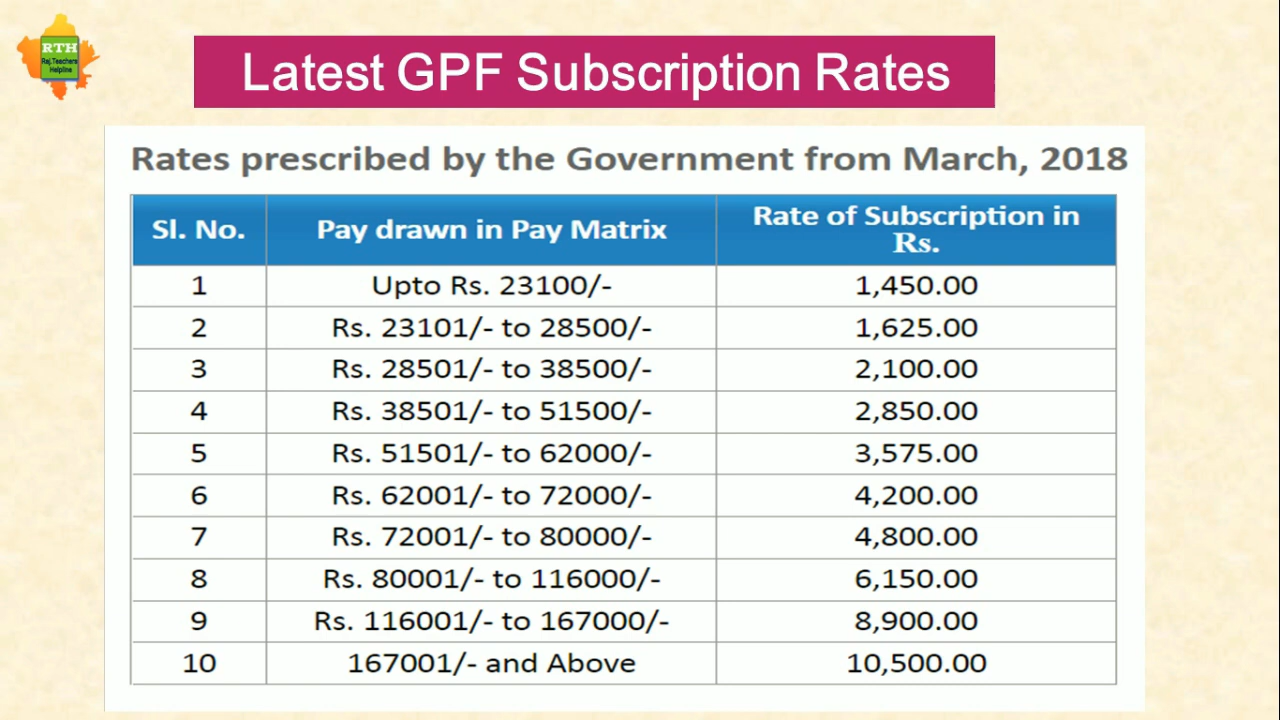 RTH
Raj.Teachers
Helpline
Latest GPF Subscription Rates
Rates prescribed by the Government from March, 2018
Sl. No. Pay drawn in Pay Matrix Rate of Subscription in Rs.
1 Upto Rs. 23100/- 1,450.00
2 Rs. 23101/- to 28500/- 1,625.00
3 Rs. 28501/- to 38500/- 2,100.00
4 Rs. 38501/- to 51500/- 2,850.00
5 Rs. 51501/- to 62000/- 3,575.00
6 Rs. 62001/- to 72000/- 4,200.00
7 Rs. 72001/- to 80000/- 4,800.00
8 Rs. 80001/- to 116000/- 6,150.00
9 Rs. 116001/- to 167000/- 8,900.00
10 167001/- and Above 10,500.00